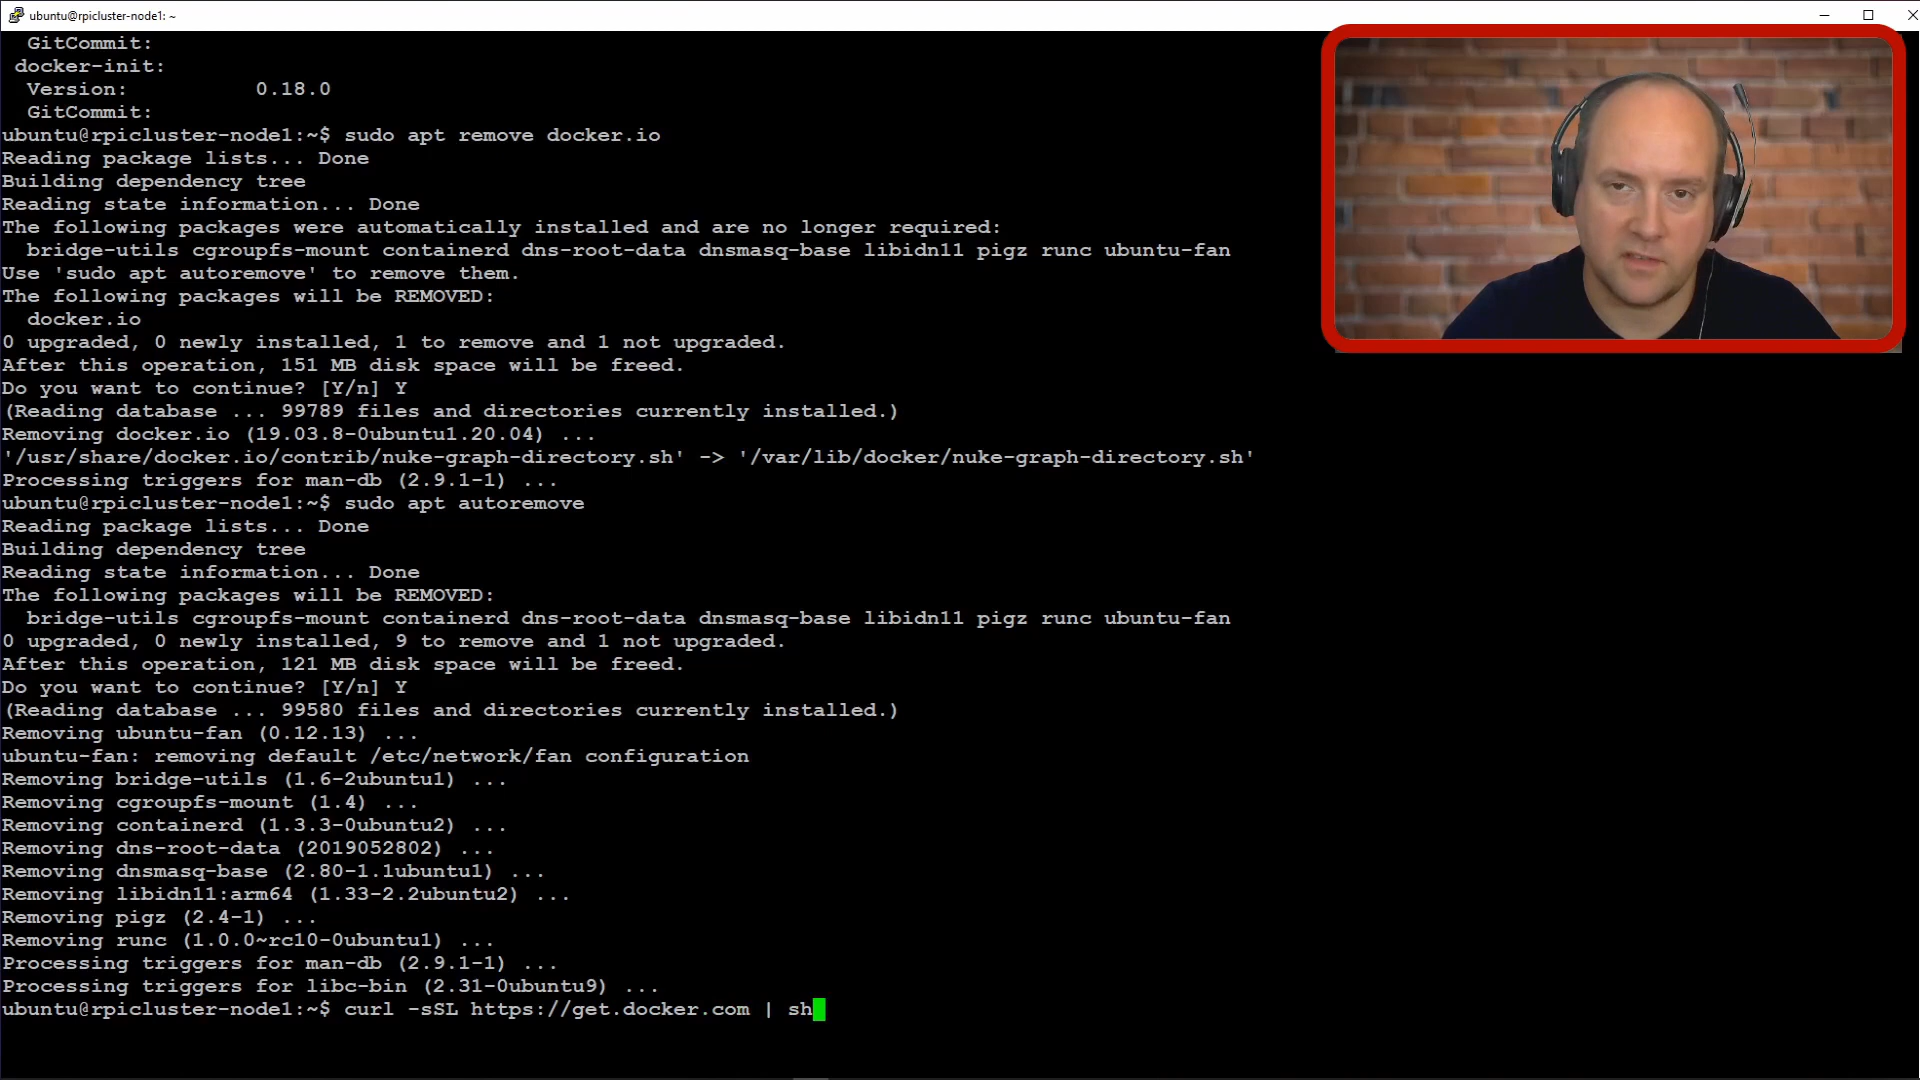 ubuntu@rpicluster-node1: ~
GitCommit:
docker-init:
Version: 0.18.0
GitCommit:
ubuntu@rpicluster-node1:~$ sudo apt remove docker.io
Reading package lists... Done
Building dependency tree
Reading state information... Done
The following packages were automatically installed and are no longer required:
bridge-utils cgroupfs-mount containerd dns-root-data dnsmasq-base libidn11 pigz runc ubuntu-fan
Use 'sudo apt autoremove' to remove them.
The following packages will be REMOVED:
docker.io
0 upgraded, 0 newly installed, 1 to remove and 1 not upgraded.
After this operation, 151 MB disk space will be freed.
Do you want to continue? [Y/n] Y
(Reading database ... 99789 files and directories currently installed.)
Removing docker.io (19.03.8-0ubuntu1.20.04) ...
'/usr/share/docker.io/contrib/nuke-graph-directory.sh' -> '/var/lib/docker/nuke-graph-directory.sh'
Processing triggers for man-db (2.9.1-1) ...
ubuntu@rpicluster-node1:~$ sudo apt autoremove
Reading package lists... Done
Building dependency tree
Reading state information... Done
The following packages will be REMOVED:
bridge-utils cgroupfs-mount containerd dns-root-data dnsmasq-base libidn11 pigz runc ubuntu-fan
0 upgraded, 0 newly installed, 9 to remove and 1 not upgraded.
After this operation, 121 MB disk space will be freed.
Do you want to continue? [Y/n] Y
(Reading database ... 99580 files and directories currently installed.)
Removing ubuntu-fan (0.12.13) ...
ubuntu-fan: removing default /etc/network/fan configuration
Removing bridge-utils (1.6-2ubuntu1) ...
Removing cgroupfs-mount (1.4) ...
Removing containerd (1.3.3-0ubuntu2) ...
Removing dns-root-data (2019052802) ...
Removing dnsmasq-base (2.80-1.1ubuntu1) ...
Removing libidn11:arm64 (1.33-2.2ubuntu2) ...
Removing pigz (2.4-1) ...
Removing runc (1.0.0~rc10-0ubuntu1) ...
Processing triggers for man-db (2.9.1-1) ...
Processing triggers for libc-bin (2.31-0ubuntu9) ...
ubuntu@rpicluster-node1:~$ curl -sSL https://get.docker.com | sh